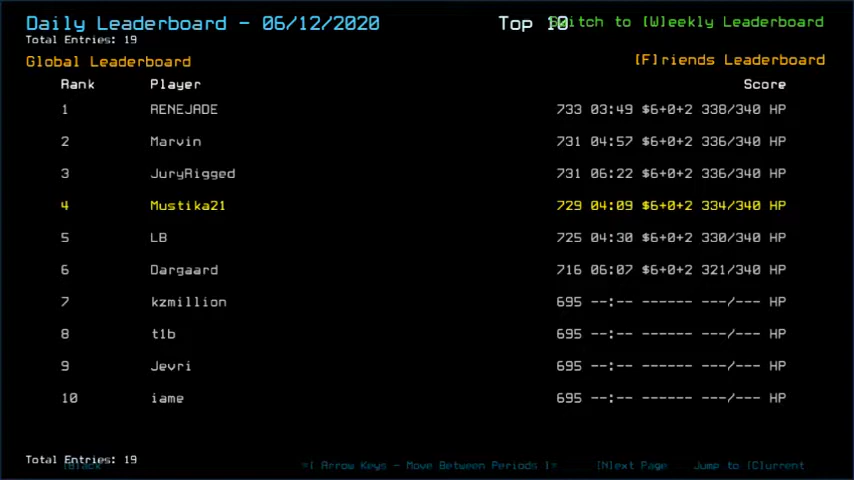 Daily Leaderboard - 06/12/2020 Top 10 Switch to [W]eekly Leaderboard
Total Entries: 19
Global Leaderboard [F]riends Leaderboard
Rank Player Score
1 RENEJADE 733 03:49 $6+0+2 338/340 HP
2 Marvin 731 04:57 $6+0+2 336/340 HP
3 JuryRigged 731 06:22 $6+0+2 336/340 HP
4 Mustika21 729 04:09 $6+0+2 334/340 HP
5 LB 725 04:30 $6+0+2 330/340 HP
6 Dargaard 716 06:07 $6+0+2 321/340 HP
7 kzmillion 695 --:-- ------ ---/--- HP
8 t1b 695 --:-- ------ ---/--- HP
9 Jevri 695 --:-- ------ ---/--- HP
10 iame 695 --:-- ------ ---/--- HP
Total Entries: 19
[B]ack =[ Arrow Keys - Move Between Periods ]= [N]ext Page Jump to [C]urrent